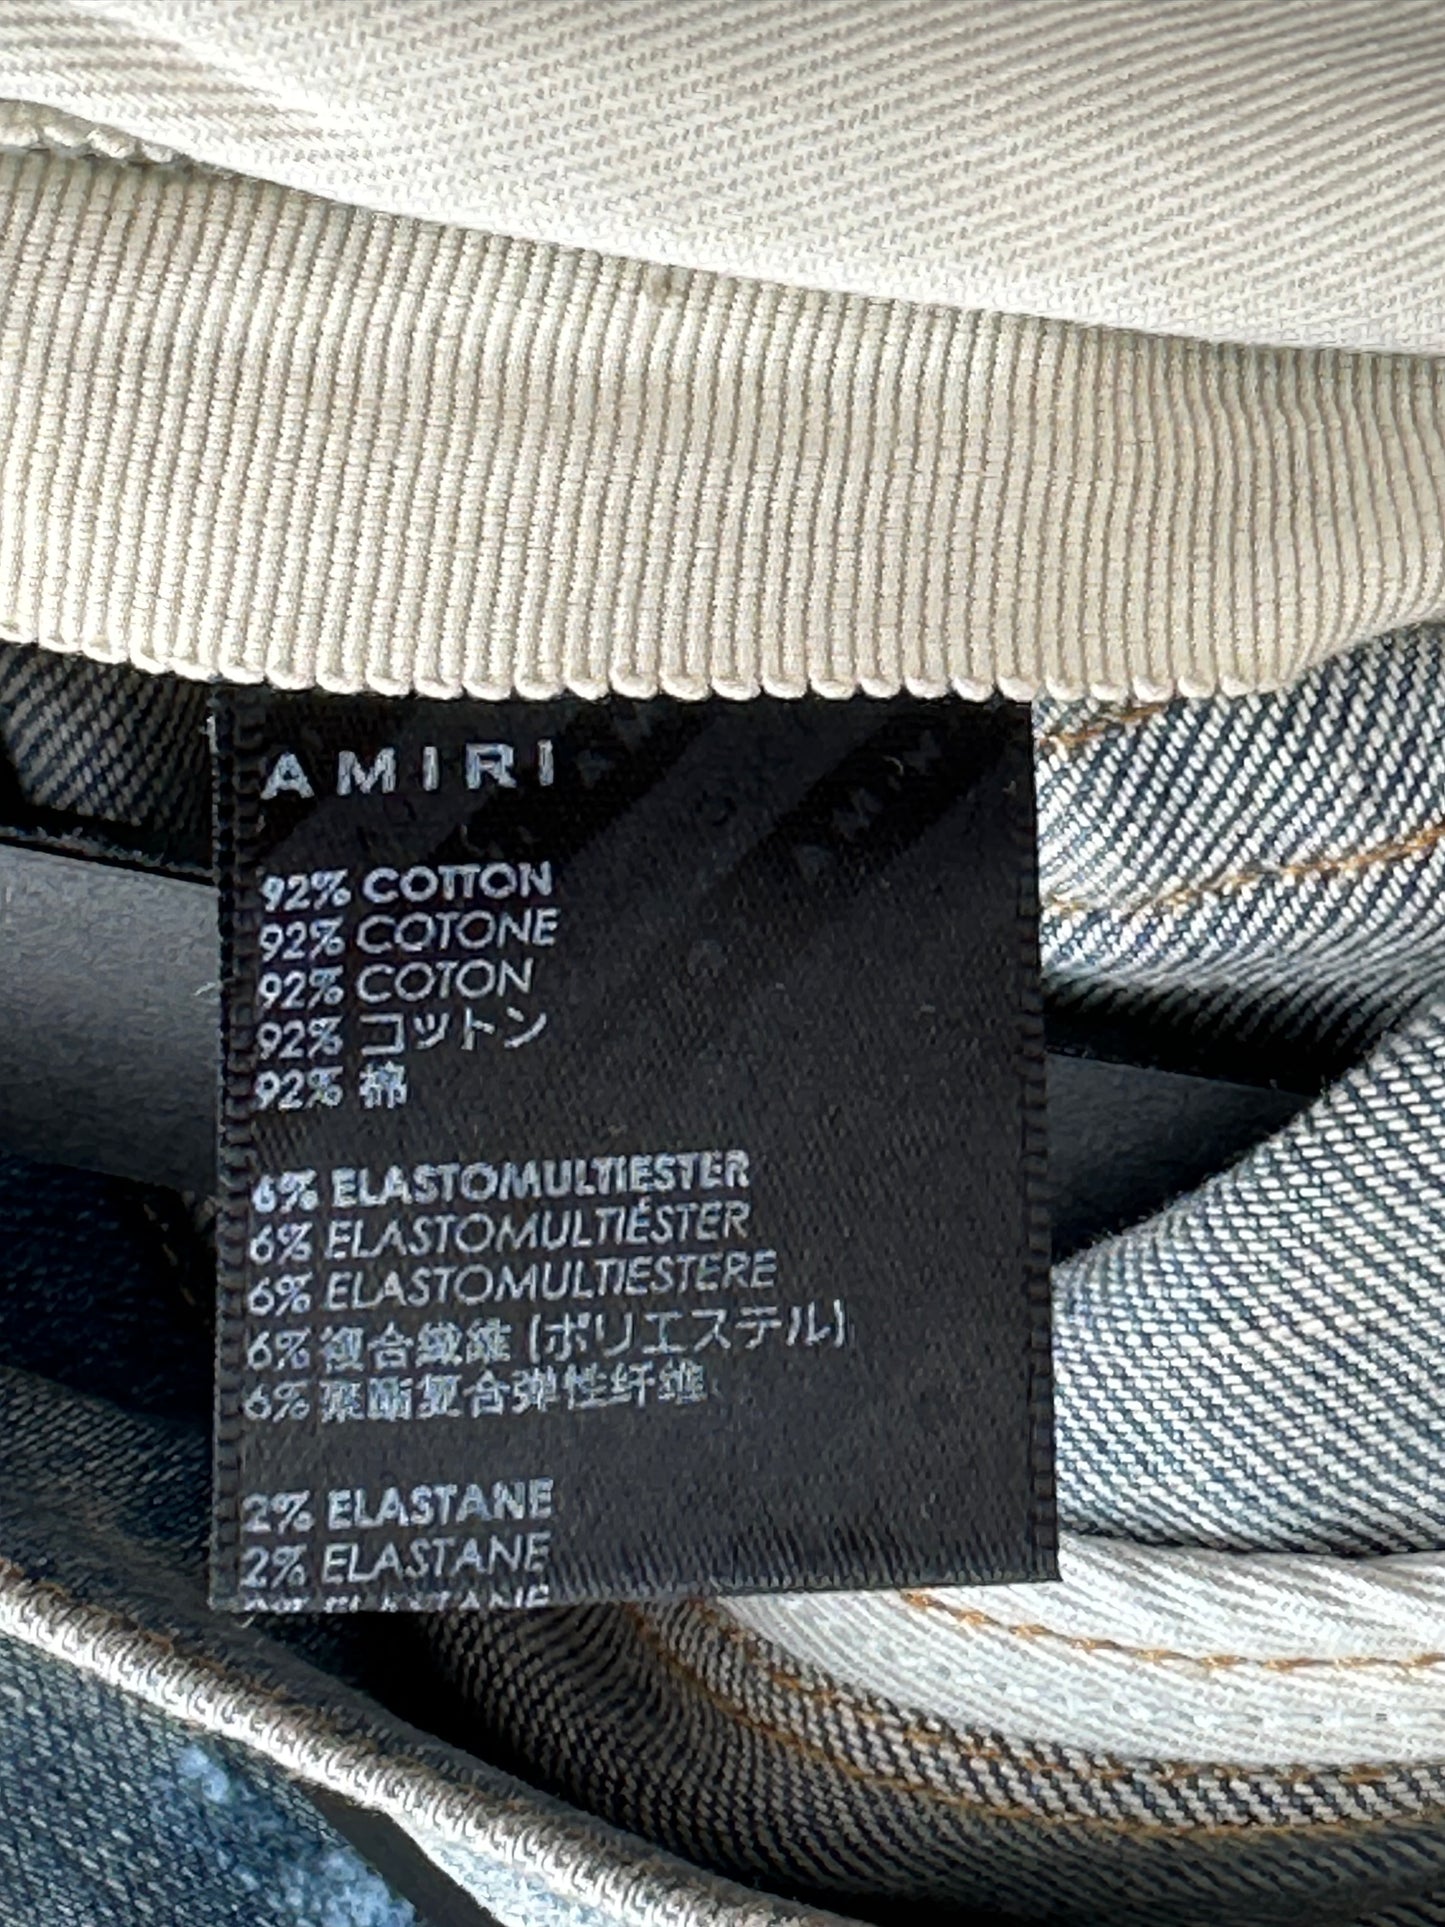 AMIRI
92% COTTON
92% COTONE
92% COTON
92% コットン
92% 棉
6% ELASTOMULTIESTER
6% ELASTOMULTIÉSTER
6% ELASTOMULTIESTERE
6% 複合繊維 (ポリエステル)
6% 聚酯复合弹性纤维
2% ELASTANE
2% ELASTANE
2% ELASTANE